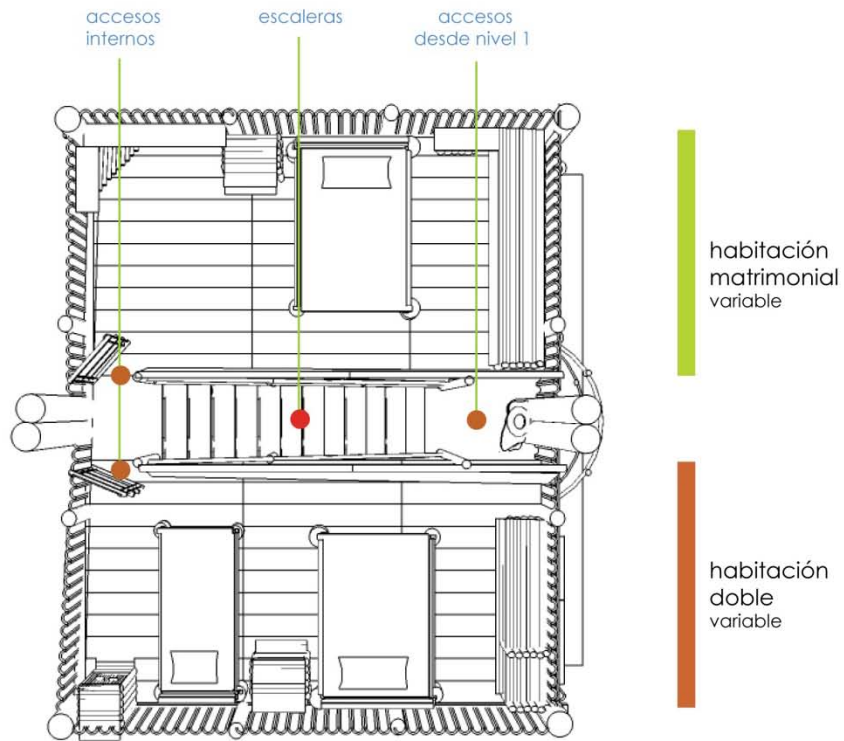 accesos
internos
escaleras
accesos
desde nivel 1
habitación
matrimonial
variable
habitación
doble
variable